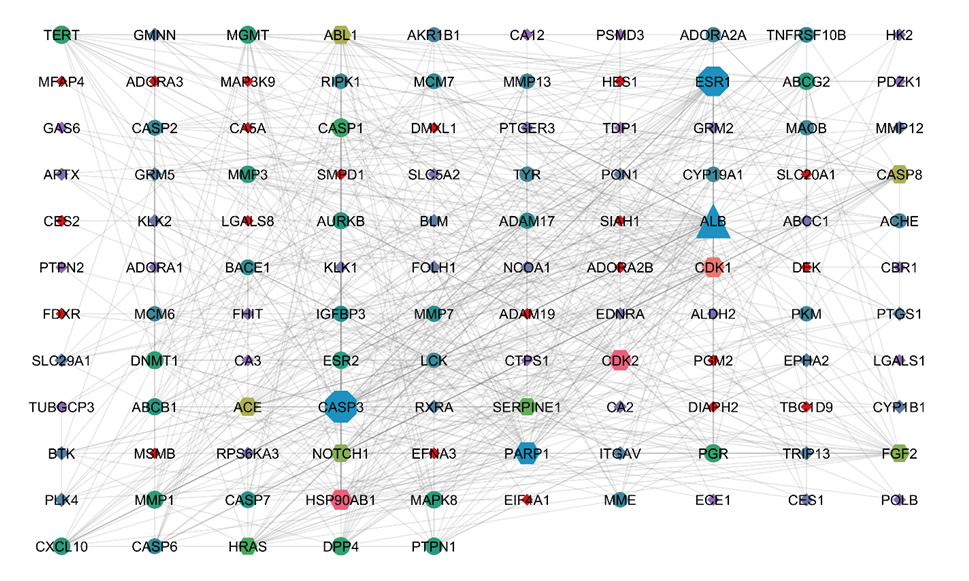 TERT GMNN MGMT ABL1 AKR1B1 CA12 PSMD3 ADORA2A TNFRSF10B HK2
MFAP4 ADORA3 MAP3K9 RIPK1 MCM7 MMP13 HES1 ESR1 ABCG2 PDZK1
GAS6 CASP2 CA5A CASP1 DMXL1 PTGER3 TDP1 GRM2 MAOB MMP12
APTX GRM5 MMP3 SMPD1 SLC5A2 TYR PON1 CYP19A1 SLC20A1 CASP8
CES2 KLK2 LGALS8 AURKB BLM ADAM17 SIAH1 ALB ABCC1 ACHE
PTPN2 ADORA1 BACE1 KLK1 FOLH1 NCOA1 ADORA2B CDK1 DEK CBR1
FDXR MCM6 FHIT IGFBP3 MMP7 ADAM19 EDNRA ALDH2 PKM PTGS1
SLC29A1 DNMT1 CA3 ESR2 LCK CTPS1 CDK2 PGM2 EPHA2 LGALS1
TUBGCP3 ABCB1 ACE CASP3 RXRA SERPINE1 CA2 DIAPH2 TBC1D9 CYP1B1
BTK MSMB RPS6KA3 NOTCH1 EFNA3 PARP1 ITGAV PGR TRIP13 FGF2
PLK4 MMP1 CASP7 HSP90AB1 MAPK8 EIF4A1 MME ECE1 CES1 POLB
CXCL10 CASP6 HRAS DPP4 PTPN1